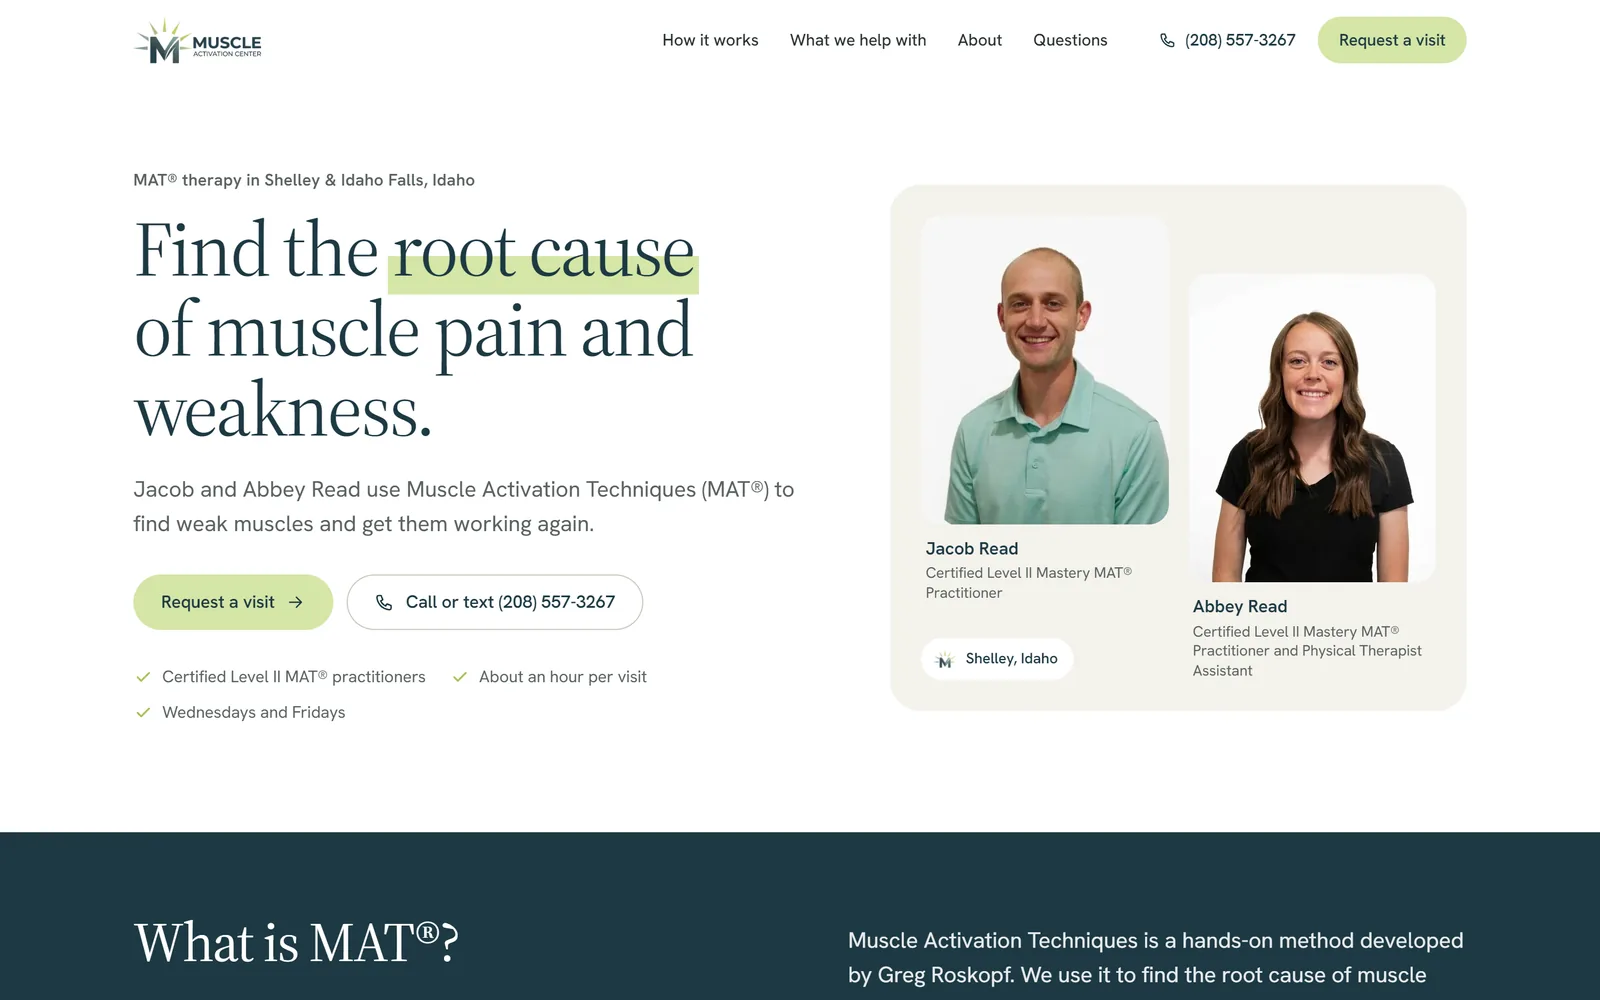 MUSCLE
ACTIVATION CENTER
How it works
What we help with
About
Questions
(208) 557-3267
Request a visit
MAT® therapy in Shelley & Idaho Falls, Idaho
Find the root cause
of muscle pain and
weakness.
Jacob and Abbey Read use Muscle Activation Techniques (MAT®) to
find weak muscles and get them working again.
Request a visit
Call or text (208) 557-3267
Certified Level II MAT® practitioners
About an hour per visit
Wednesdays and Fridays
Jacob Read
Certified Level II Mastery MAT®
Practitioner
M Shelley, Idaho
Abbey Read
Certified Level II Mastery MAT®
Practitioner and Physical Therapist
Assistant
What is MAT®?
Muscle Activation Techniques is a hands-on method developed
by Greg Roskopf. We use it to find the root cause of muscle